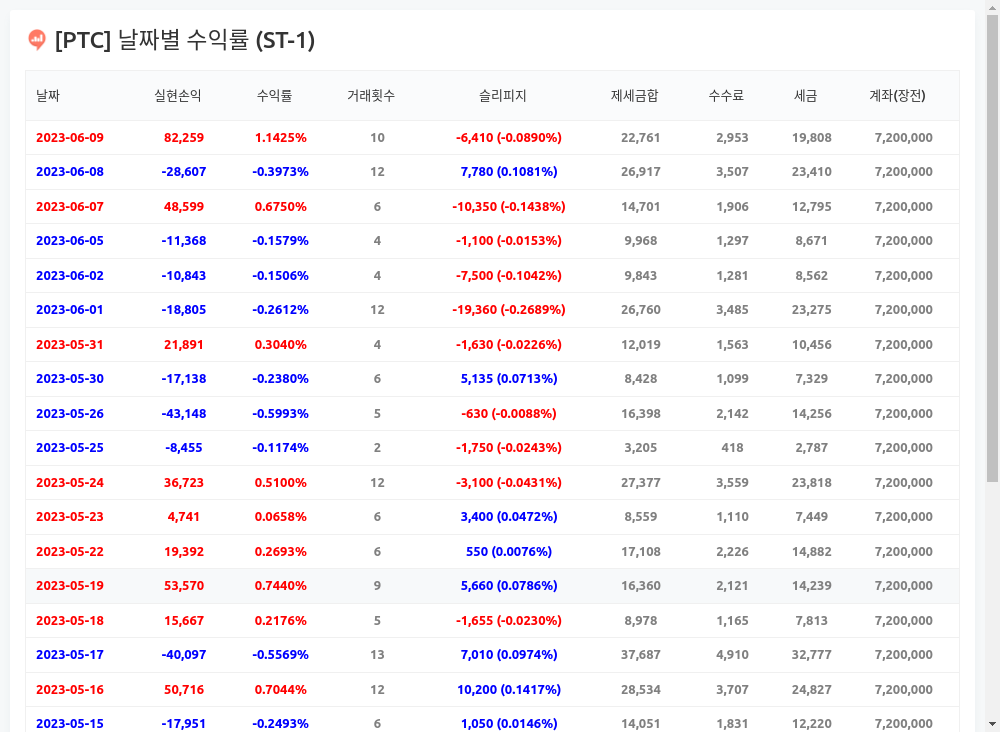 [PTC] 날짜별 수익률 (ST-1)
날짜 실현손익 수익률 거래횟수 슬리피지 제세금합 수수료 세금 계좌(장전)
2023-06-09 82,259 1.1425% 10 -6,410 (-0.0890%) 22,761 2,953 19,808 7,200,000
2023-06-08 -28,607 -0.3973% 12 7,780 (0.1081%) 26,917 3,507 23,410 7,200,000
2023-06-07 48,599 0.6750% 6 -10,350 (-0.1438%) 14,701 1,906 12,795 7,200,000
2023-06-05 -11,368 -0.1579% 4 -1,100 (-0.0153%) 9,968 1,297 8,671 7,200,000
2023-06-02 -10,843 -0.1506% 4 -7,500 (-0.1042%) 9,843 1,281 8,562 7,200,000
2023-06-01 -18,805 -0.2612% 12 -19,360 (-0.2689%) 26,760 3,485 23,275 7,200,000
2023-05-31 21,891 0.3040% 4 -1,630 (-0.0226%) 12,019 1,563 10,456 7,200,000
2023-05-30 -17,138 -0.2380% 6 5,135 (0.0713%) 8,428 1,099 7,329 7,200,000
2023-05-26 -43,148 -0.5993% 5 -630 (-0.0088%) 16,398 2,142 14,256 7,200,000
2023-05-25 -8,455 -0.1174% 2 -1,750 (-0.0243%) 3,205 418 2,787 7,200,000
2023-05-24 36,723 0.5100% 12 -3,100 (-0.0431%) 27,377 3,559 23,818 7,200,000
2023-05-23 4,741 0.0658% 6 3,400 (0.0472%) 8,559 1,110 7,449 7,200,000
2023-05-22 19,392 0.2693% 6 550 (0.0076%) 17,108 2,226 14,882 7,200,000
2023-05-19 53,570 0.7440% 9 5,660 (0.0786%) 16,360 2,121 14,239 7,200,000
2023-05-18 15,667 0.2176% 5 -1,655 (-0.0230%) 8,978 1,165 7,813 7,200,000
2023-05-17 -40,097 -0.5569% 13 7,010 (0.0974%) 37,687 4,910 32,777 7,200,000
2023-05-16 50,716 0.7044% 12 10,200 (0.1417%) 28,534 3,707 24,827 7,200,000
2023-05-15 -17,951 -0.2493% 6 1,050 (0.0146%) 14,051 1,831 12,220 7,200,000